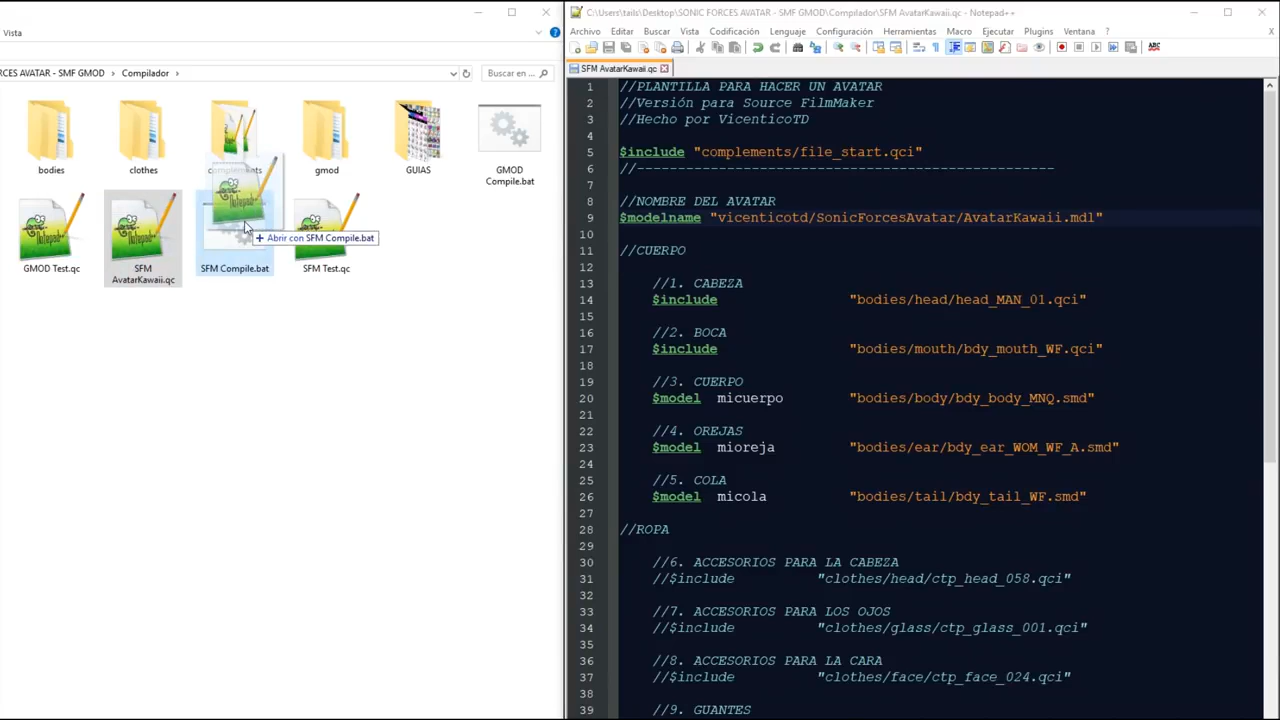 Vista
CES AVATAR - SMF GMOD › Compilador ›
Buscar en ...
bodies
clothes
complements
gmod
GUIAS
GMOD Compile.bat
GMOD Test.qc
SFM AvatarKawaii.qc
SFM Compile.bat
SFM Test.qc
+ Abrir con SFM Compile.bat
C:\Users\tails\Desktop\SONIC FORCES AVATAR - SMF GMOD\Compilador\SFM AvatarKawaii.qc - Notepad++
Archivo Editar Buscar Vista Codificación Lenguaje Configuración Herramientas Macro Ejecutar Plugins Ventana ? X
SFM AvatarKawaii.qc
1 //PLANTILLA PARA HACER UN AVATAR
2 //Versión para Source FilmMaker
3 //Hecho por VicenticoTD
4
5 $include "complements/file_start.qci"
6 //---------------------------------------------------
7
8 //NOMBRE DEL AVATAR
9 $modelname "vicenticotd/SonicForcesAvatar/AvatarKawaii.mdl"
10
11 //CUERPO
12
13 //1. CABEZA
14 $include "bodies/head/head_MAN_01.qci"
15
16 //2. BOCA
17 $include "bodies/mouth/bdy_mouth_WF.qci"
18
19 //3. CUERPO
20 $model micuerpo "bodies/body/bdy_body_MNQ.smd"
21
22 //4. OREJAS
23 $model mioreja "bodies/ear/bdy_ear_WOM_WF_A.smd"
24
25 //5. COLA
26 $model micola "bodies/tail/bdy_tail_WF.smd"
27
28 //ROPA
29
30 //6. ACCESORIOS PARA LA CABEZA
31 //$include "clothes/head/ctp_head_058.qci"
32
33 //7. ACCESORIOS PARA LOS OJOS
34 //$include "clothes/glass/ctp_glass_001.qci"
35
36 //8. ACCESORIOS PARA LA CARA
37 //$include "clothes/face/ctp_face_024.qci"
38
39 //9. GUANTES